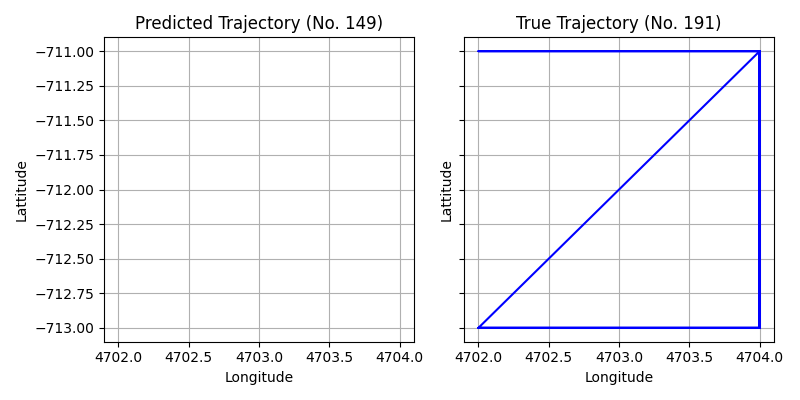 Predicted Trajectory (No. 149)
Lattitude
−711.00
−711.25
−711.50
−711.75
−712.00
−712.25
−712.50
−712.75
−713.00
4702.0 4702.5 4703.0 4703.5 4704.0
Longitude
True Trajectory (No. 191)
Lattitude
4702.0 4702.5 4703.0 4703.5 4704.0
Longitude